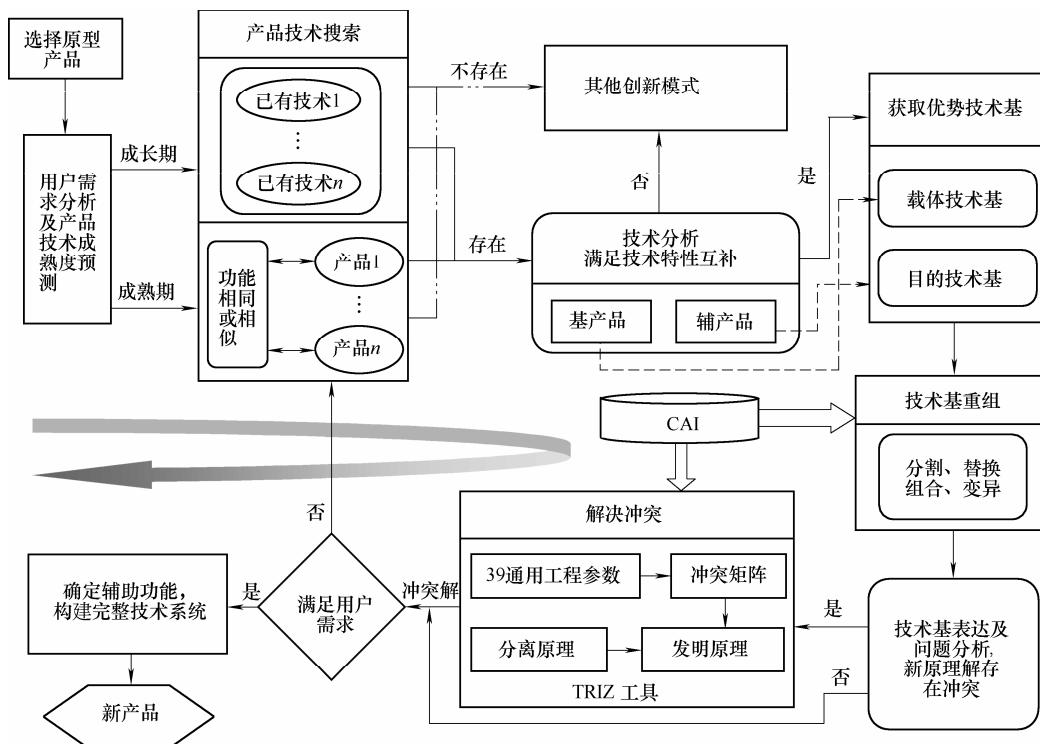 选择原型
产品
用户需
求分析
及产品
技术成
熟度预
测
成长期
成熟期
产品技术搜索
已有技术1
⋮
已有技术n
功能
相同
或相
似
产品1
⋮
产品n
不存在
存在
其他创新模式
否
技术分析
满足技术特性互补
基产品
辅产品
是
获取优势技术基
载体技术基
目的技术基
CAI
技术基重组
分割、替换
组合、变异
技术基表达及
问题分析,
新原理解存
在冲突
是
否
解决冲突
39通用工程参数
冲突矩阵
分离原理
发明原理
TRIZ 工具
冲突解
满足用户
需求
否
是
确定辅助功能，
构建完整技术系统
新产品